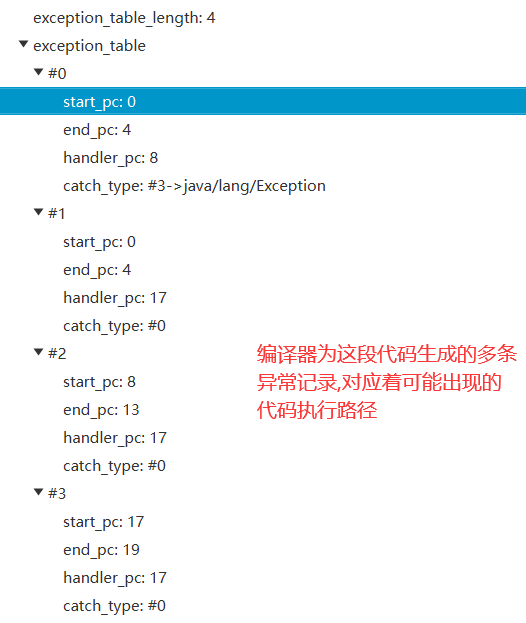 exception_table_length: 4
exception_table
#0
start_pc: 0
end_pc: 4
handler_pc: 8
catch_type: #3->java/lang/Exception
#1
start_pc: 0
end_pc: 4
handler_pc: 17
catch_type: #0
#2
start_pc: 8
end_pc: 13
handler_pc: 17
catch_type: #0
编译器为这段代码生成的多条
异常记录,对应着可能出现的
代码执行路径
#3
start_pc: 17
end_pc: 19
handler_pc: 17
catch_type: #0